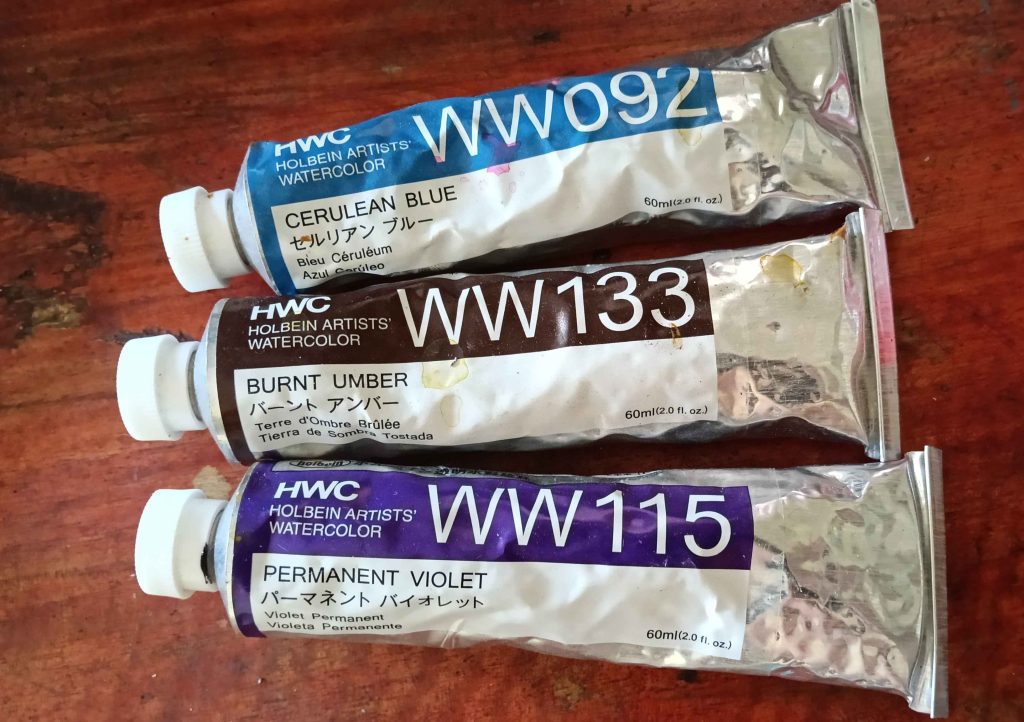 HWC
HOLBEIN ARTISTS'
WATERCOLOR
WW092
CERULEAN BLUE
セルリアン ブルー
Bleu Céruléum
Azul Cerúleo
60ml(2.0 fl. oz.)
HWC
HOLBEIN ARTISTS'
WATERCOLOR
WW133
BURNT UMBER
バーント アンバー
Terre d'Ombre Brûlée
Tierra de Sombra Tostada
60ml(2.0 fl. oz.)
holbein
HWC
HOLBEIN ARTISTS'
WATERCOLOR
WW115
PERMANENT VIOLET
パーマネント バイオレット
Violet Permanent
Violeta Permanente
60ml(2.0 fl. oz.)